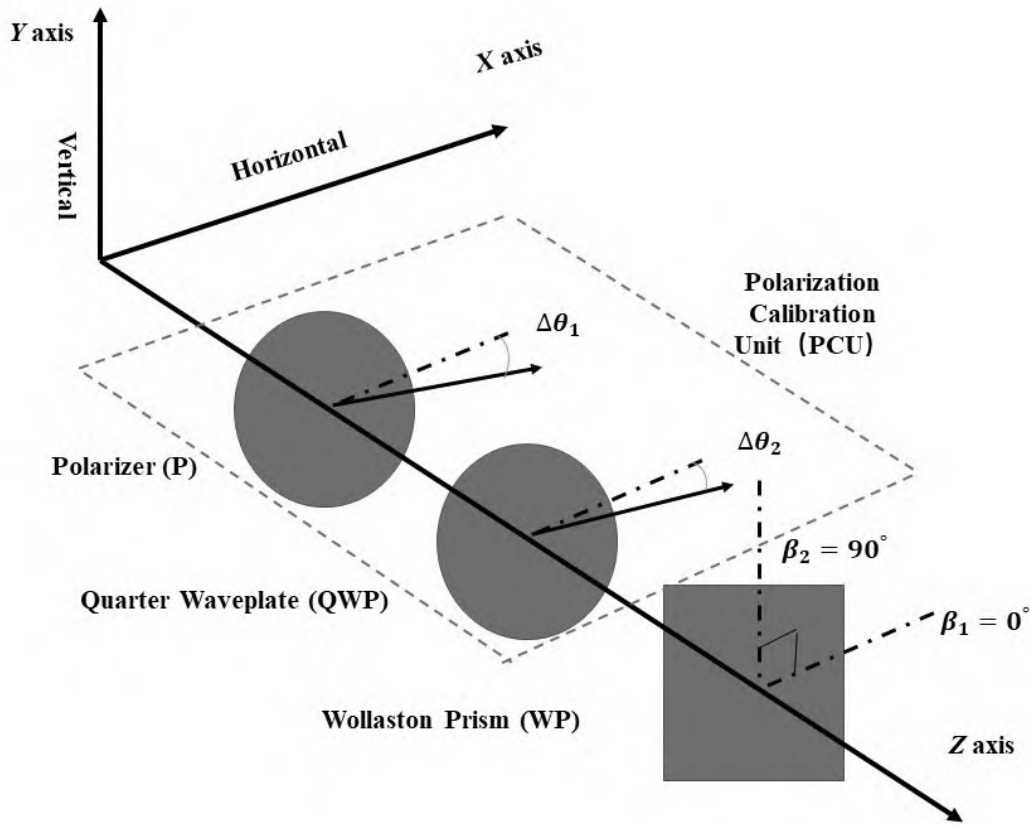 Y axis
X axis
Vertical
Horizontal
Polarization
Calibration
Unit (PCU)
Δθ₁
Δθ₂
Polarizer (P)
β₂ = 90°
Quarter Waveplate (QWP)
β₁ = 0°
Wollaston Prism (WP)
Z axis